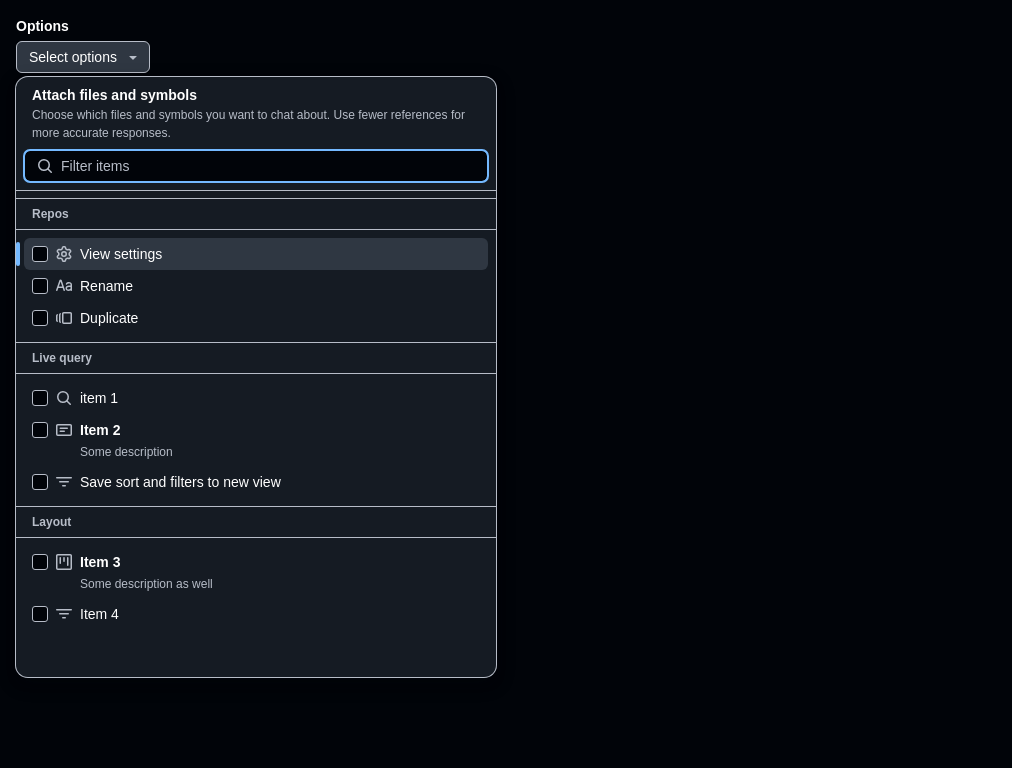 Options
Select options
Attach files and symbols
Choose which files and symbols you want to chat about. Use fewer references for
more accurate responses.
Filter items
Repos
View settings
Rename
Duplicate
Live query
item 1
Item 2
Some description
Save sort and filters to new view
Layout
Item 3
Some description as well
Item 4